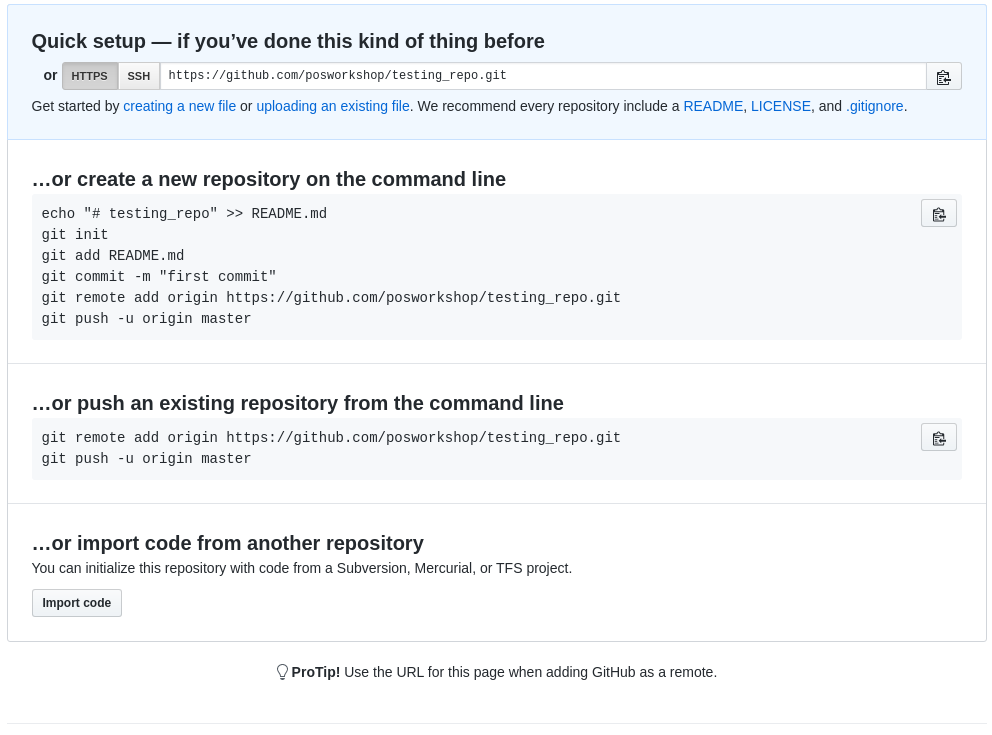 Quick setup — if you’ve done this kind of thing before
or HTTPS SSH https://github.com/posworkshop/testing_repo.git
Get started by creating a new file or uploading an existing file. We recommend every repository include a README, LICENSE, and .gitignore.
…or create a new repository on the command line
echo "# testing_repo" >> README.md
git init
git add README.md
git commit -m "first commit"
git remote add origin https://github.com/posworkshop/testing_repo.git
git push -u origin master
…or push an existing repository from the command line
git remote add origin https://github.com/posworkshop/testing_repo.git
git push -u origin master
…or import code from another repository
You can initialize this repository with code from a Subversion, Mercurial, or TFS project.
Import code
ProTip! Use the URL for this page when adding GitHub as a remote.